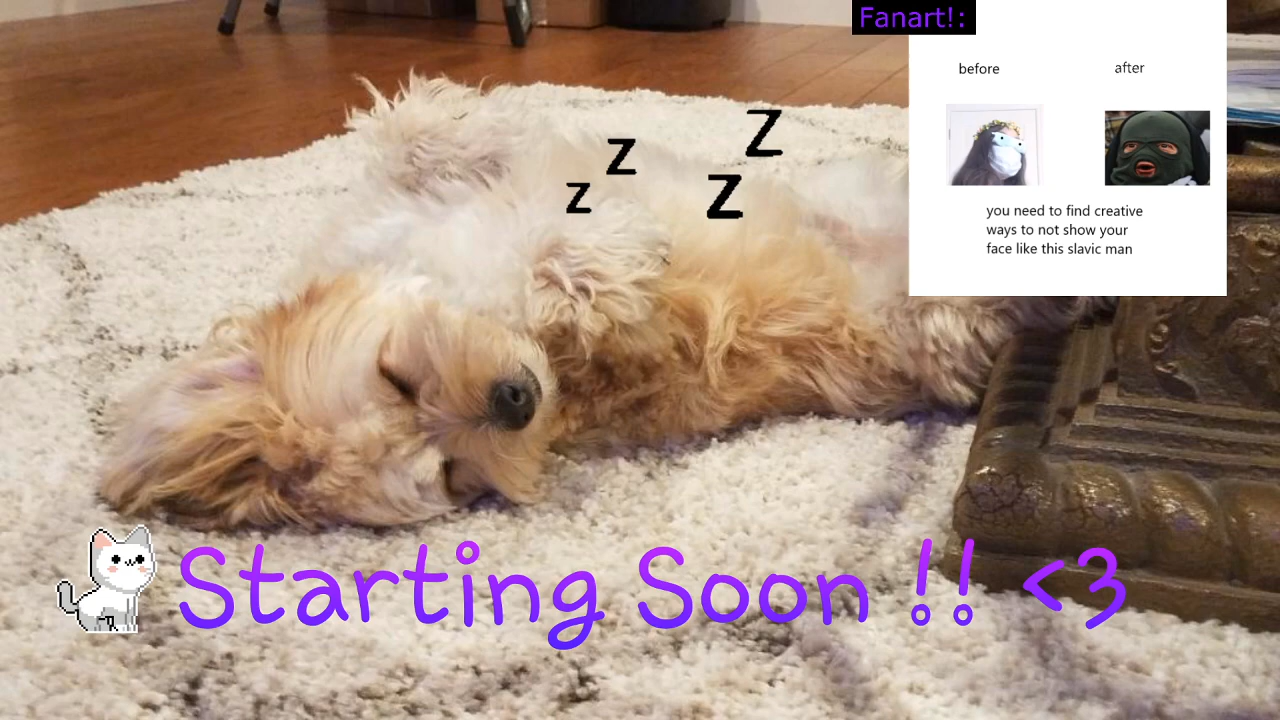 Fanart!:
before
after
you need to find creative
ways to not show your
face like this slavic man
z
z
z
z
Starting Soon !! <3